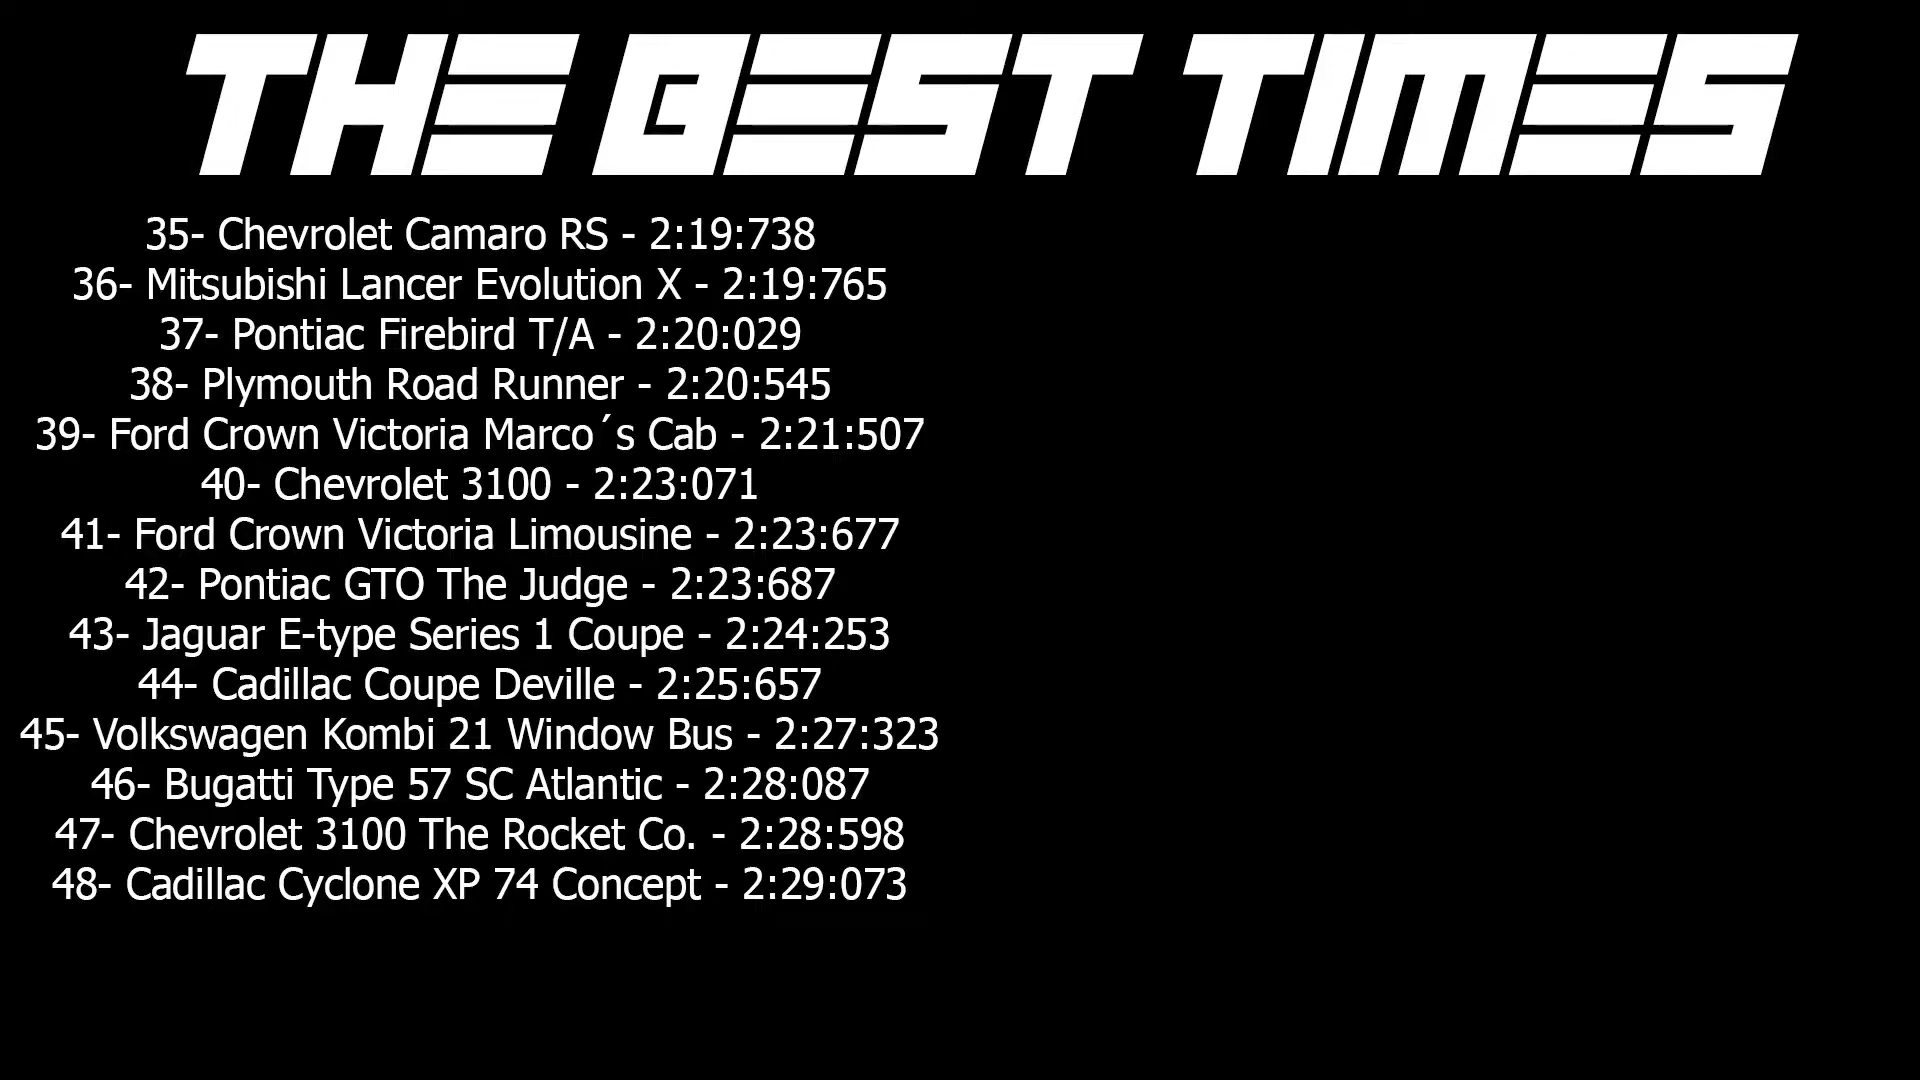 THE BEST TIMES
35- Chevrolet Camaro RS - 2:19:738
36- Mitsubishi Lancer Evolution X - 2:19:765
37- Pontiac Firebird T/A - 2:20:029
38- Plymouth Road Runner - 2:20:545
39- Ford Crown Victoria Marco´s Cab - 2:21:507
40- Chevrolet 3100 - 2:23:071
41- Ford Crown Victoria Limousine - 2:23:677
42- Pontiac GTO The Judge - 2:23:687
43- Jaguar E-type Series 1 Coupe - 2:24:253
44- Cadillac Coupe Deville - 2:25:657
45- Volkswagen Kombi 21 Window Bus - 2:27:323
46- Bugatti Type 57 SC Atlantic - 2:28:087
47- Chevrolet 3100 The Rocket Co. - 2:28:598
48- Cadillac Cyclone XP 74 Concept - 2:29:073